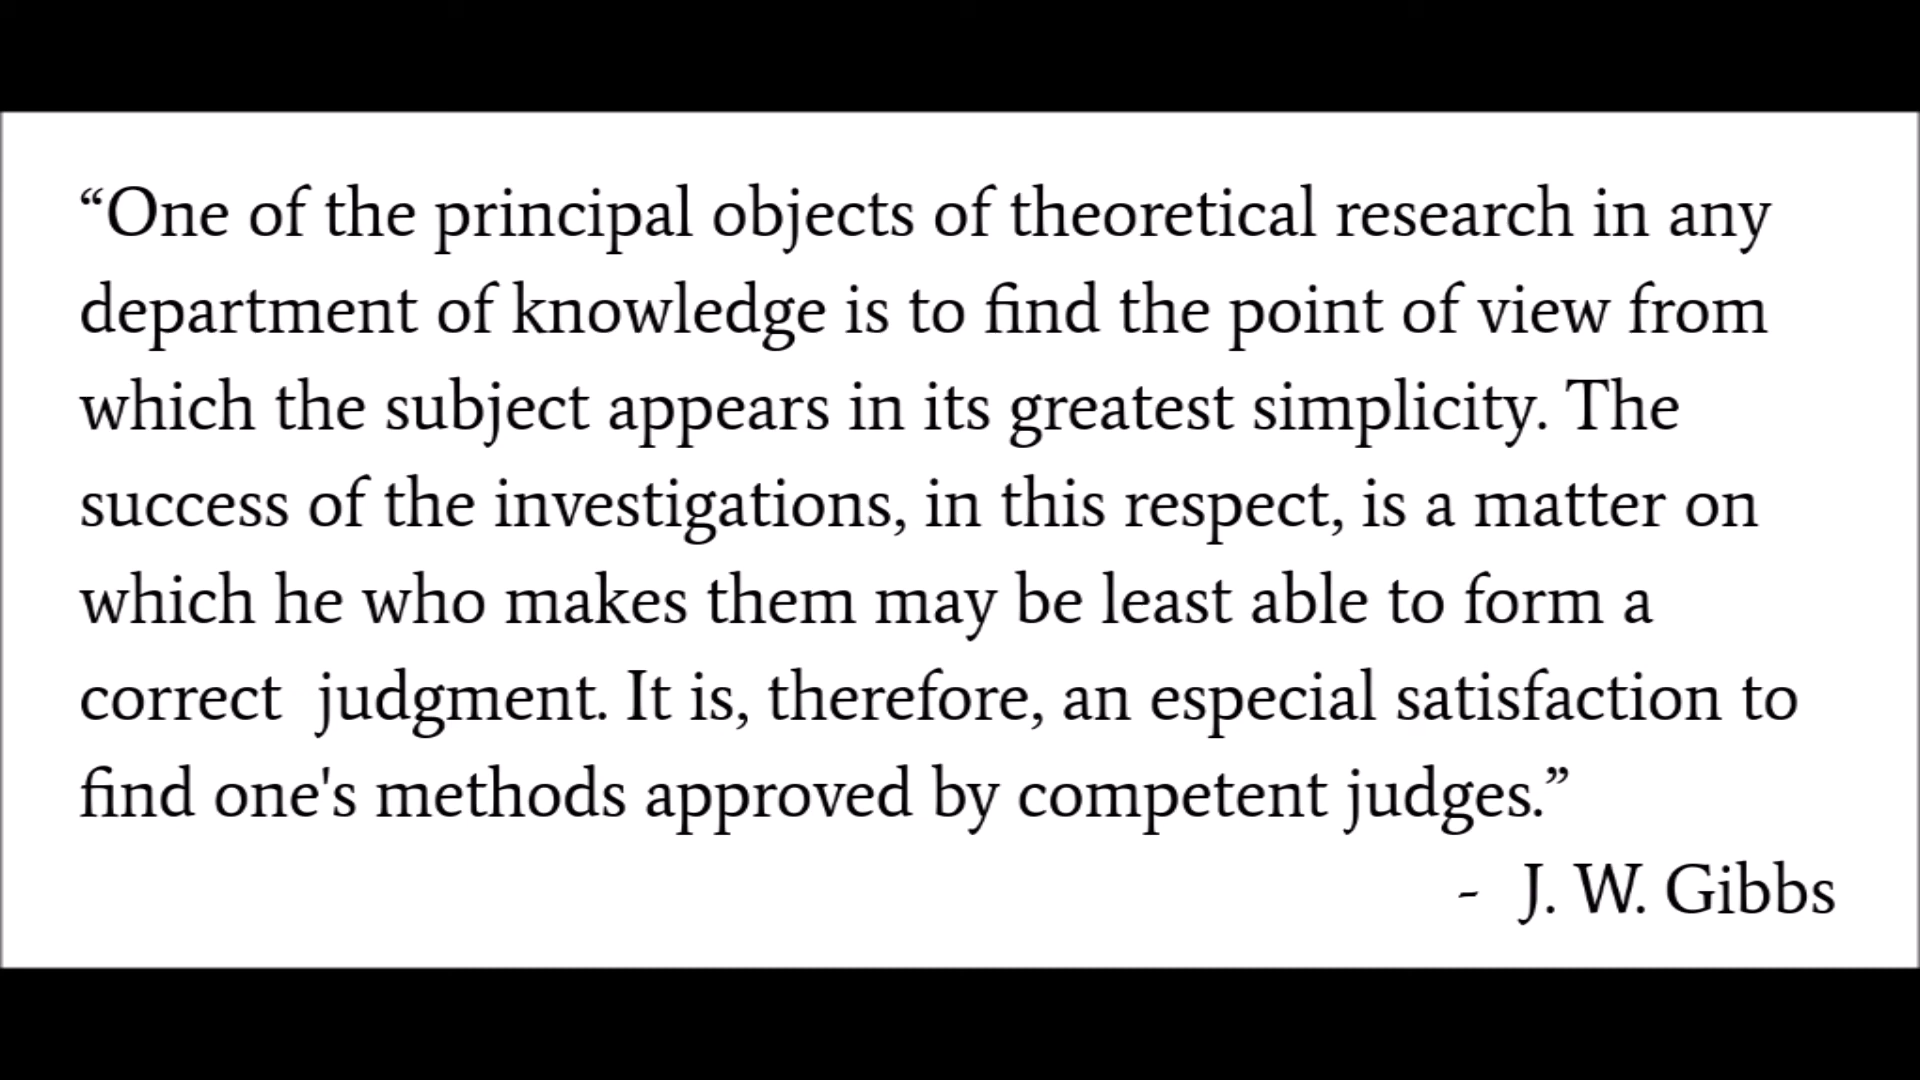 “One of the principal objects of theoretical research in any
department of knowledge is to find the point of view from
which the subject appears in its greatest simplicity. The
success of the investigations, in this respect, is a matter on
which he who makes them may be least able to form a
correct  judgment. It is, therefore, an especial satisfaction to
find one's methods approved by competent judges.”
-  J. W. Gibbs